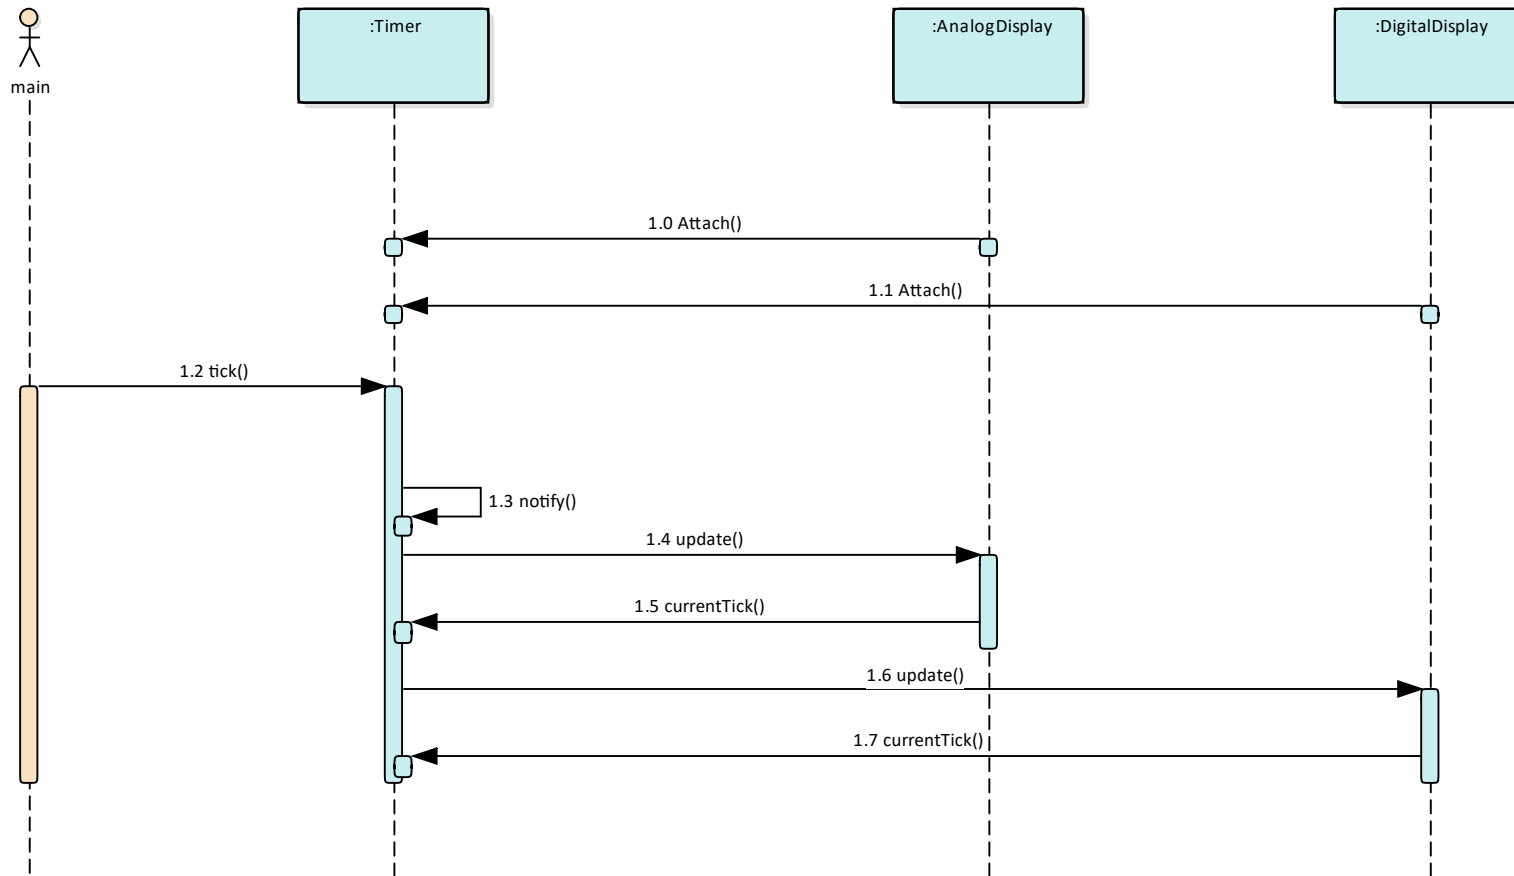 main
:Timer
:AnalogDisplay
:DigitalDisplay
1.0 Attach()
1.1 Attach()
1.2 tick()
1.3 notify()
1.4 update()
1.5 currentTick()
1.6 update()
1.7 currentTick()